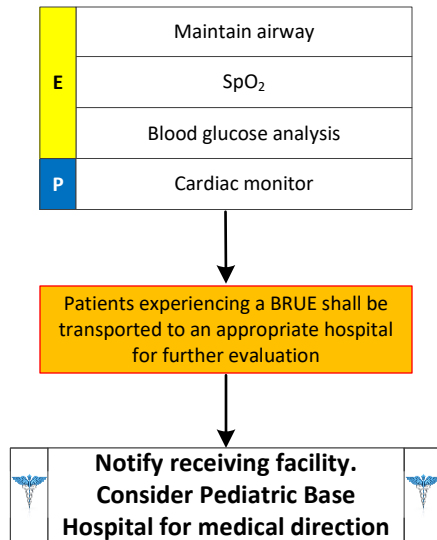 Maintain airway
E
SpO₂
Blood glucose analysis
P
Cardiac monitor
Patients experiencing a BRUE shall be
transported to an appropriate hospital
for further evaluation
Notify receiving facility.
Consider Pediatric Base
Hospital for medical direction